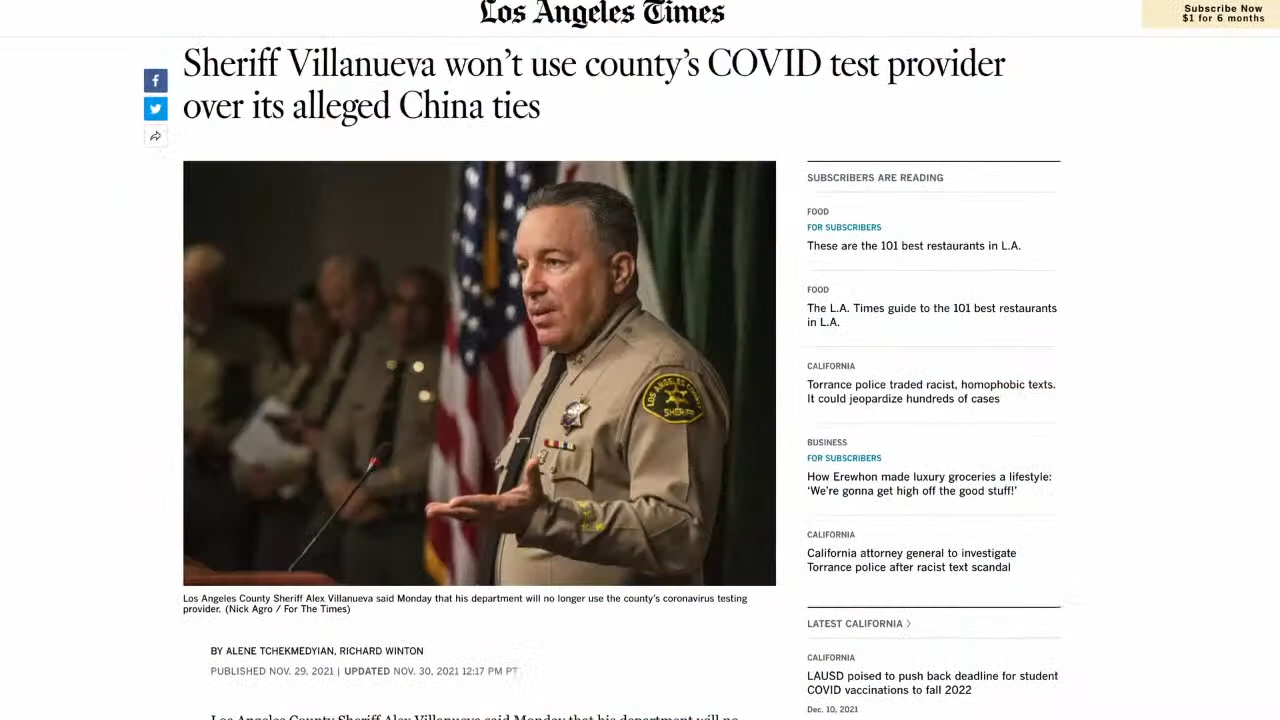 Los Angeles Times
Subscribe Now
$1 for 6 months
Sheriff Villanueva won’t use county’s COVID test provider
over its alleged China ties
LOS ANGELES COUNTY
SHERIFF
Los Angeles County Sheriff Alex Villanueva said Monday that his department will no longer use the county’s coronavirus testing
provider. (Nick Agro / For The Times)
BY ALENE TCHEKMEDYIAN, RICHARD WINTON
PUBLISHED NOV. 29, 2021 | UPDATED NOV. 30, 2021 12:17 PM PT
Los Angeles County Sheriff Alex Villanueva said Monday that his department will no
SUBSCRIBERS ARE READING
FOOD
FOR SUBSCRIBERS
These are the 101 best restaurants in L.A.
FOOD
The L.A. Times guide to the 101 best restaurants
in L.A.
CALIFORNIA
Torrance police traded racist, homophobic texts.
It could jeopardize hundreds of cases
BUSINESS
FOR SUBSCRIBERS
How Erewhon made luxury groceries a lifestyle:
‘We’re gonna get high off the good stuff!’
CALIFORNIA
California attorney general to investigate
Torrance police after racist text scandal
LATEST CALIFORNIA >
CALIFORNIA
LAUSD poised to push back deadline for student
COVID vaccinations to fall 2022
Dec. 10, 2021